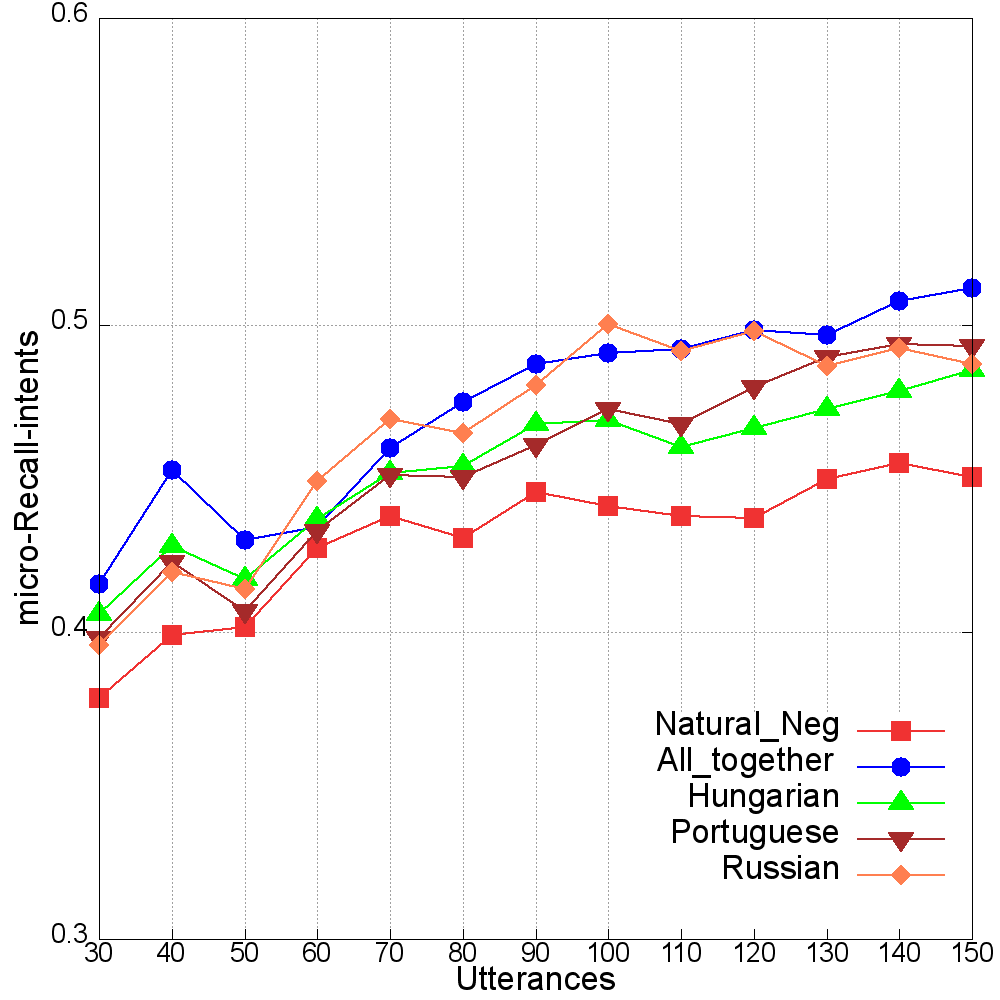 0.6
0.5
0.4
0.3
micro-Recall-intents
Natural_Neg
All_together
Hungarian
Portuguese
Russian
30 40 50 60 70 80 90 100 110 120 130 140 150
Utterances